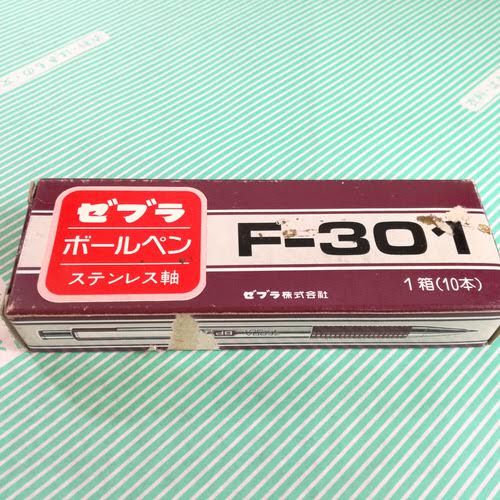 ゼブラ
ボールペン
ステンレス軸
F-301
1箱(10本)
ゼブラ株式会社